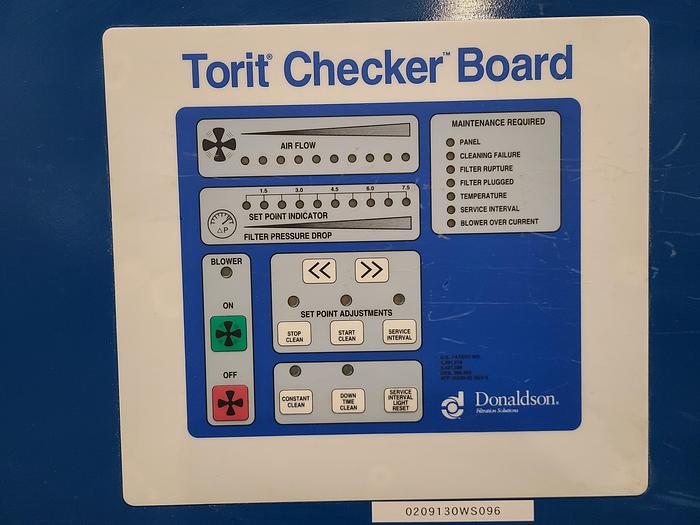 Torit® Checker™ Board
AIR FLOW
1.5 3.0 4.5 6.0 7.5
SET POINT INDICATOR
△P
FILTER PRESSURE DROP
MAINTENANCE REQUIRED
PANEL
CLEANING FAILURE
FILTER RUPTURE
FILTER PLUGGED
TEMPERATURE
SERVICE INTERVAL
BLOWER OVER CURRENT
BLOWER
ON
OFF
<< >>
SET POINT ADJUSTMENTS
STOP
CLEAN
START
CLEAN
SERVICE
INTERVAL
CONSTANT
CLEAN
DOWN
TIME
CLEAN
SERVICE
INTERVAL
LIGHT
RESET
U.S. PATENT NO.
Donaldson®
Filtration Solutions
0209130WS096